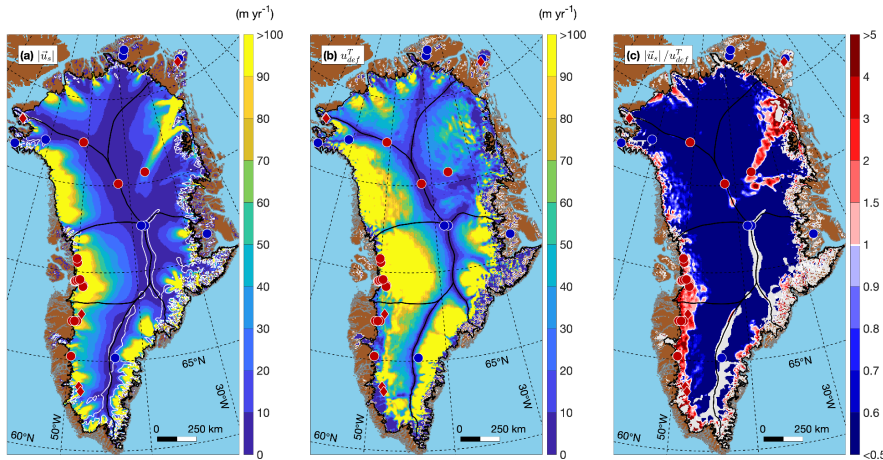 (m yr⁻¹) (m yr⁻¹)
(a) |u⃗ₛ|
>100
90
80
70
60
50
40
30
20
10
0
65°N
30°W
50°W
60°N
0 250 km
(b) uᵀ_def
>100
90
80
70
60
50
40
30
20
10
0
65°N
30°W
50°W
60°N
0 250 km
(c) |u⃗ₛ| / uᵀ_def
>5
4
3
2
1.5
1
0.9
0.8
0.7
0.6
<0.5
65°N
30°W
50°W
60°N
0 250 km